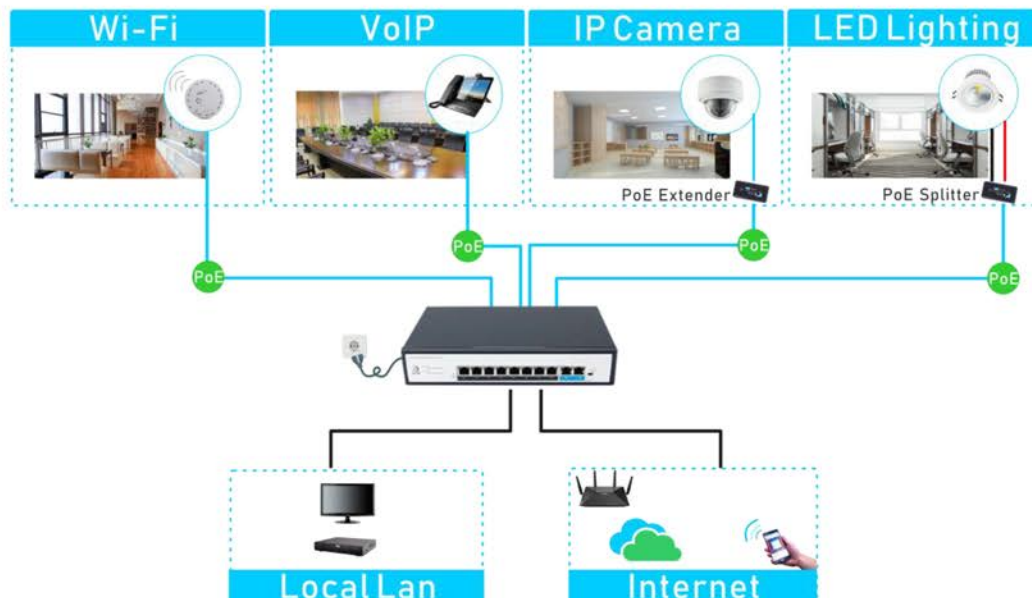 Wi-Fi
VoIP
IP Camera
LED Lighting
PoE Extender
PoE Splitter
PoE
PoE
PoE
PoE
Local Lan
Internet